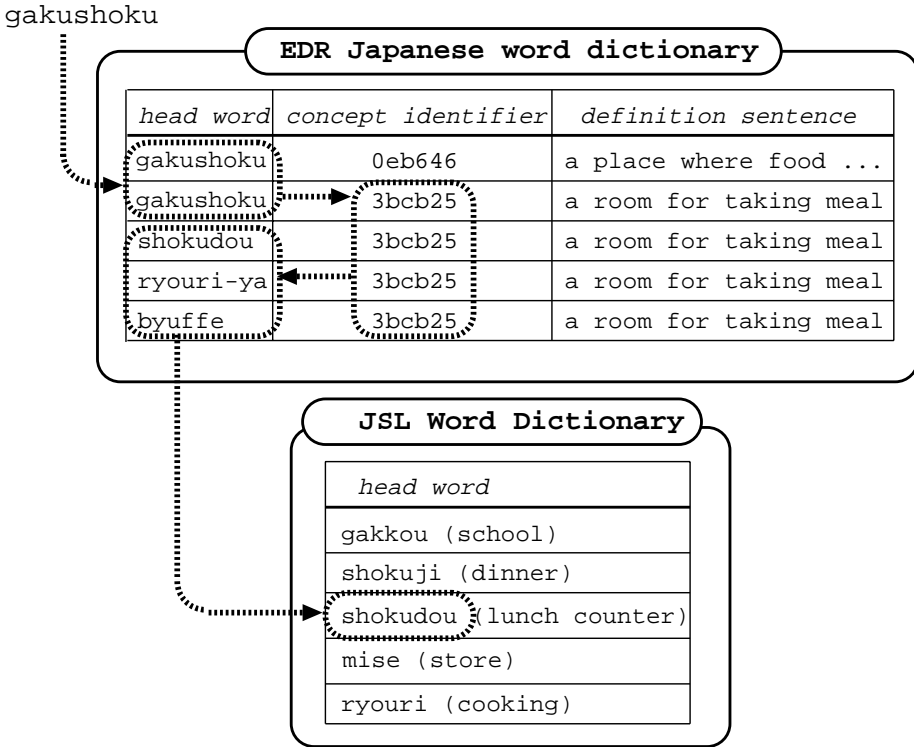 gakushoku
EDR Japanese word dictionary
head word concept identifier definition sentence
gakushoku 0eb646 a place where food ...
gakushoku 3bcb25 a room for taking meal
shokudou 3bcb25 a room for taking meal
ryouri-ya 3bcb25 a room for taking meal
byuffe 3bcb25 a room for taking meal
JSL Word Dictionary
head word
gakkou (school)
shokuji (dinner)
shokudou (lunch counter)
mise (store)
ryouri (cooking)